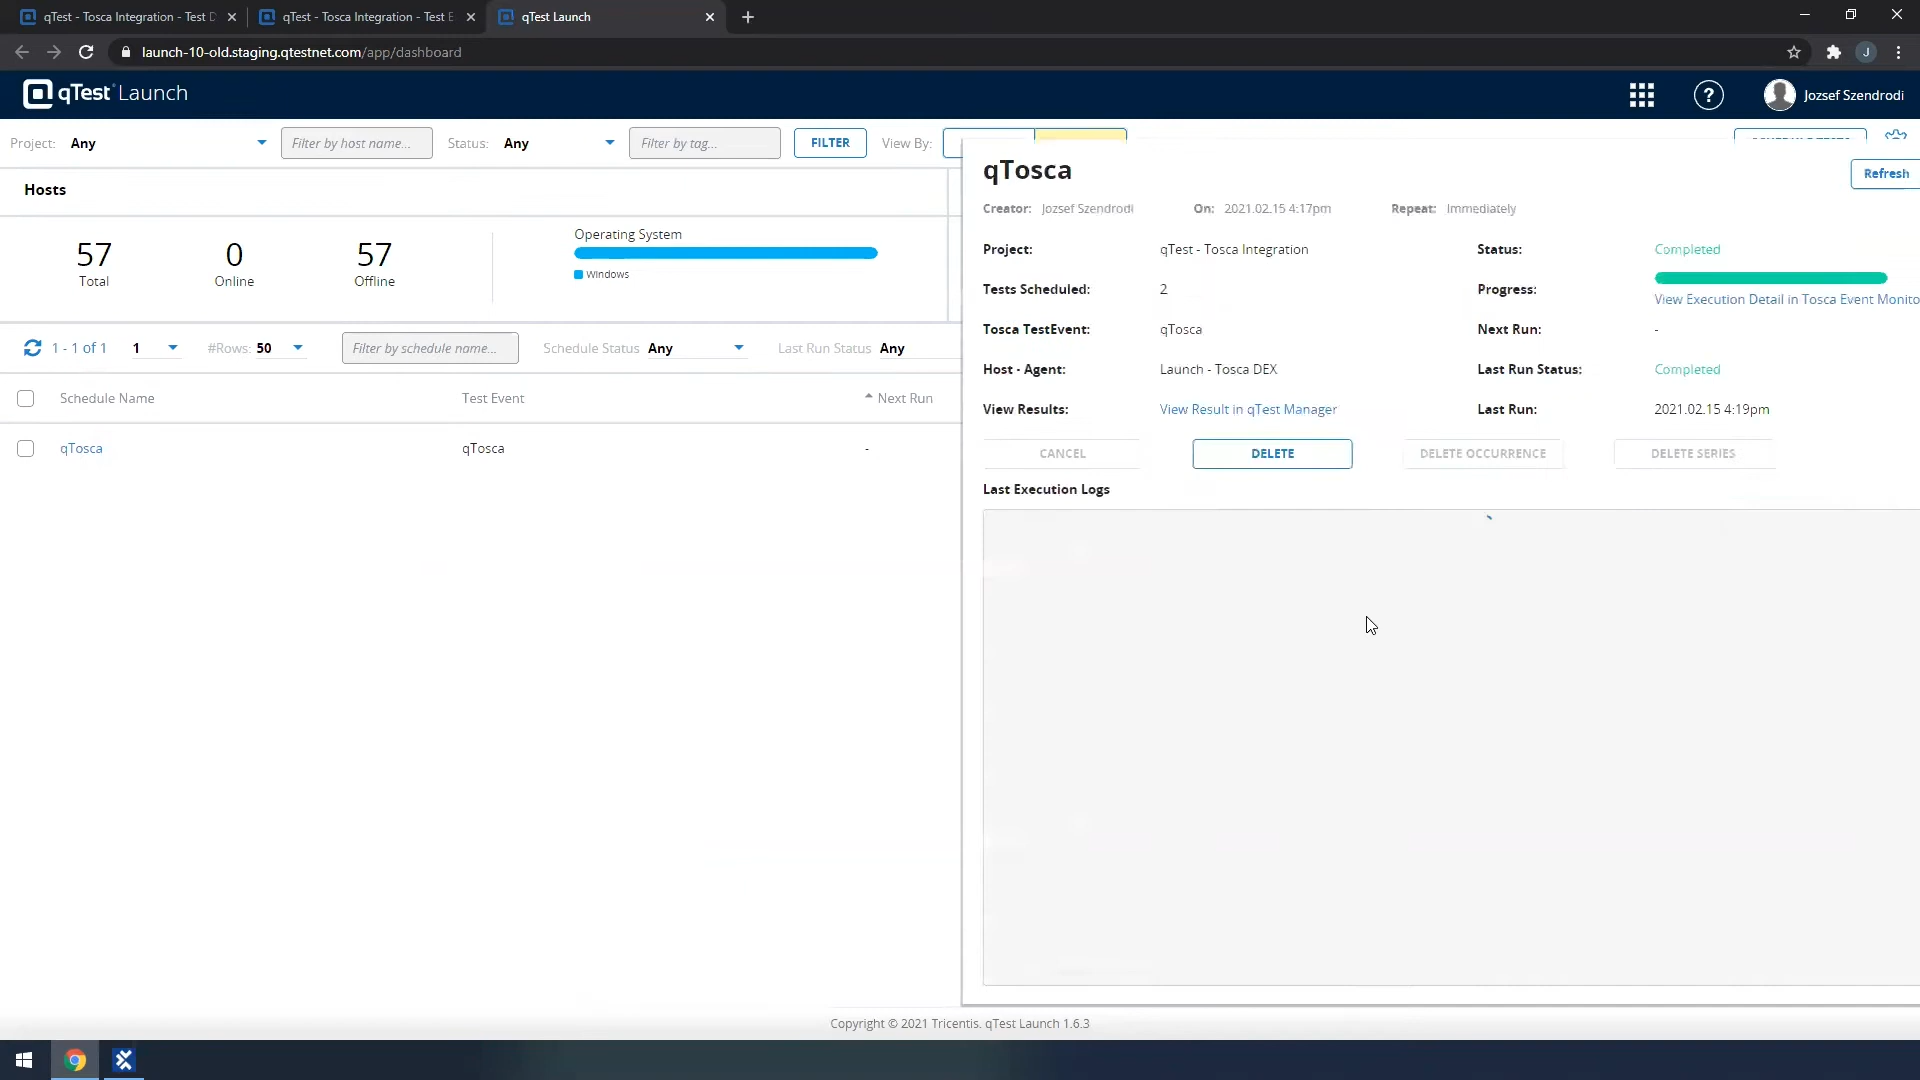 qTest - Tosca Integration - Test D
qTest - Tosca Integration - Test E
qTest Launch
launch-10-old.staging.qtestnet.com/app/dashboard
J
qTest Launch
?
Jozsef Szendrodi
Project: Any
Filter by host name...
Status: Any
Filter by tag...
FILTER
View By:
Hosts
57
Total
0
Online
57
Offline
Operating System
Windows
1 - 1 of 1
1
#Rows: 50
Filter by schedule name...
Schedule Status Any
Last Run Status Any
Schedule Name
Test Event
Next Run
qTosca
qTosca
-
qTosca
Refresh
Creator: Jozsef Szendrodi
On: 2021.02.15 4:17pm
Repeat: Immediately
Project: qTest - Tosca Integration
Status: Completed
Tests Scheduled: 2
Progress:
View Execution Detail in Tosca Event Monito
Tosca TestEvent: qTosca
Next Run: -
Host - Agent: Launch - Tosca DEX
Last Run Status: Completed
View Results: View Result in qTest Manager
Last Run: 2021.02.15 4:19pm
CANCEL
DELETE
DELETE OCCURRENCE
DELETE SERIES
Last Execution Logs
Copyright © 2021 Tricentis. qTest Launch 1.6.3